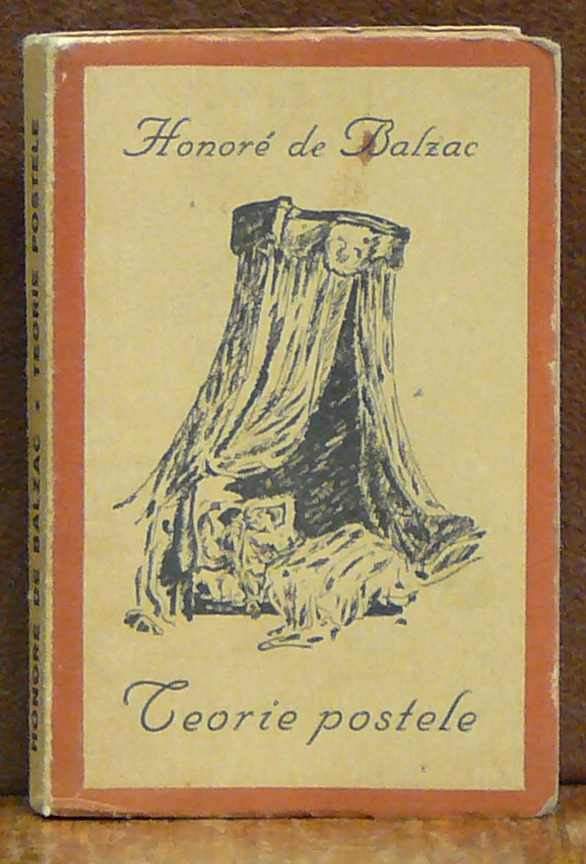 Honoré de Balzac
Teorie postele
HONORÉ DE BALZAC • TEORIE POSTELE